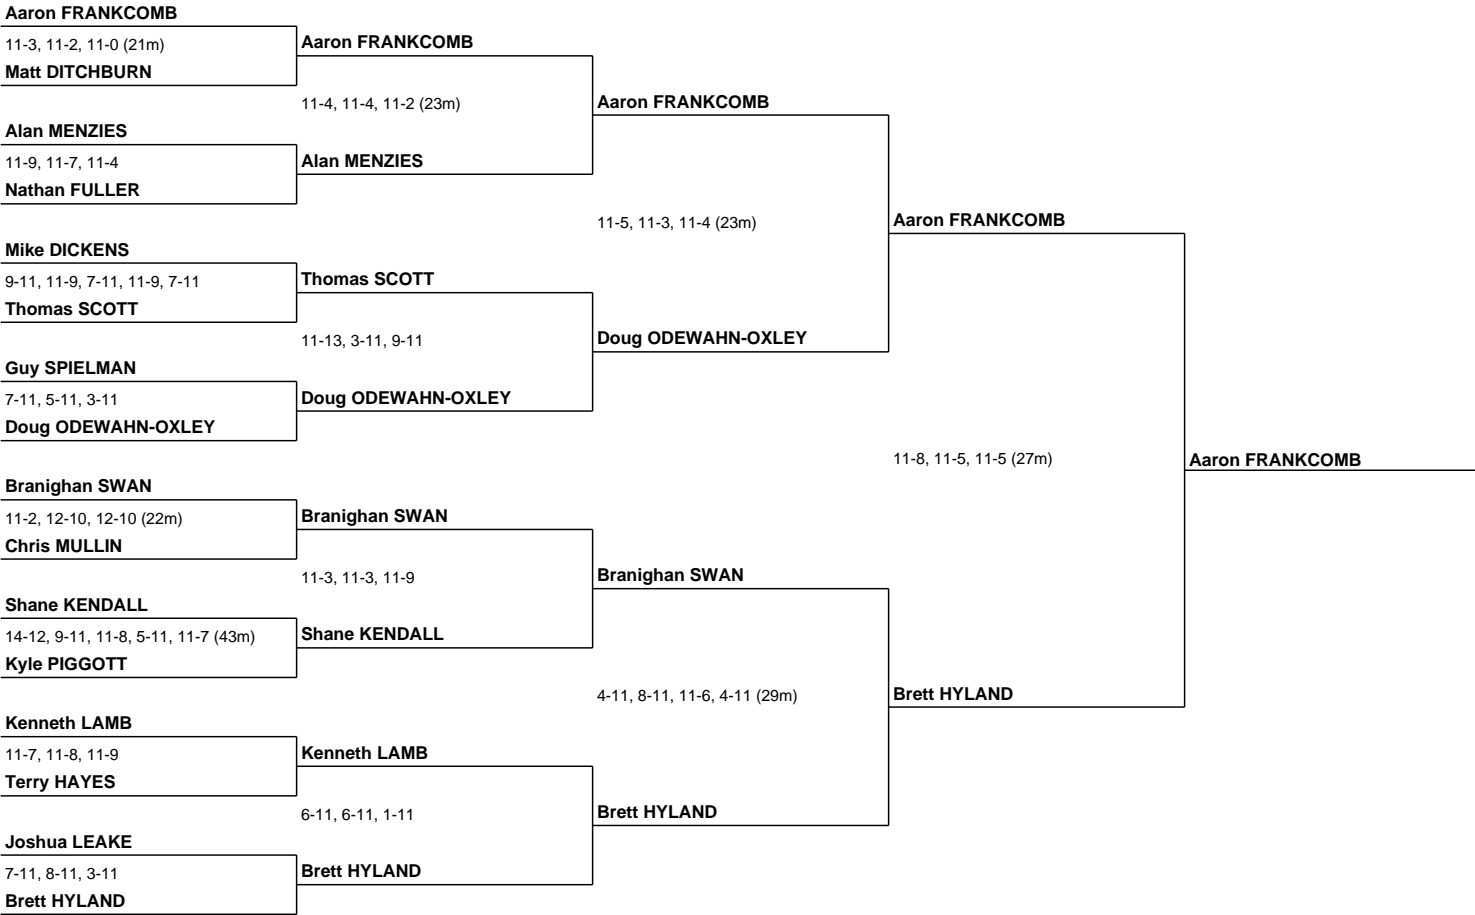 Aaron FRANKCOMB
11-3, 11-2, 11-0 (21m)
Matt DITCHBURN
Alan MENZIES
11-9, 11-7, 11-4
Nathan FULLER
Mike DICKENS
9-11, 11-9, 7-11, 11-9, 7-11
Thomas SCOTT
Guy SPIELMAN
7-11, 5-11, 3-11
Doug ODEWAHN-OXLEY
Branighan SWAN
11-2, 12-10, 12-10 (22m)
Chris MULLIN
Shane KENDALL
14-12, 9-11, 11-8, 5-11, 11-7 (43m)
Kyle PIGGOTT
Kenneth LAMB
11-7, 11-8, 11-9
Terry HAYES
Joshua LEAKE
7-11, 8-11, 3-11
Brett HYLAND
Aaron FRANKCOMB
11-4, 11-4, 11-2 (23m)
Alan MENZIES
Thomas SCOTT
11-13, 3-11, 9-11
Doug ODEWAHN-OXLEY
Branighan SWAN
11-3, 11-3, 11-9
Shane KENDALL
Kenneth LAMB
6-11, 6-11, 1-11
Brett HYLAND
Aaron FRANKCOMB
11-5, 11-3, 11-4 (23m)
Doug ODEWAHN-OXLEY
Branighan SWAN
4-11, 8-11, 11-6, 4-11 (29m)
Brett HYLAND
Aaron FRANKCOMB
11-8, 11-5, 11-5 (27m)
Brett HYLAND
Aaron FRANKCOMB